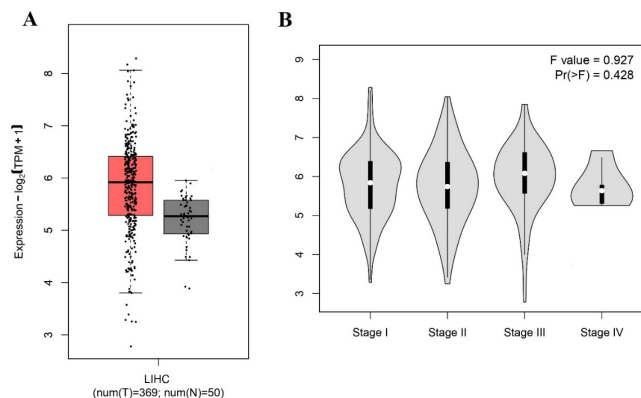 A
Expression − log2(TPM + 1)
8
7
6
5
4
3
LIHC
(num(T)=369; num(N)=50)
B
F value = 0.927
Pr(>F) = 0.428
9
8
7
6
5
4
3
Stage I
Stage II
Stage III
Stage IV